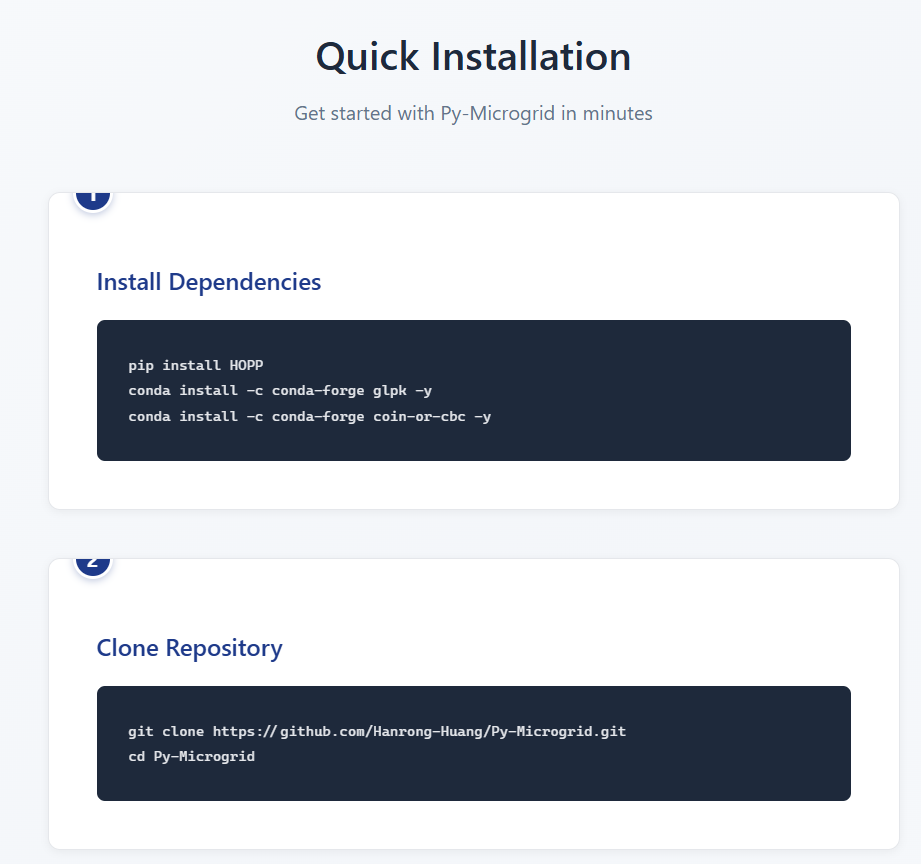 Quick Installation
Get started with Py-Microgrid in minutes
1
Install Dependencies
pip install HOPP
conda install -c conda-forge glpk -y
conda install -c conda-forge coin-or-cbc -y
2
Clone Repository
git clone https://github.com/Hanrong-Huang/Py-Microgrid.git
cd Py-Microgrid